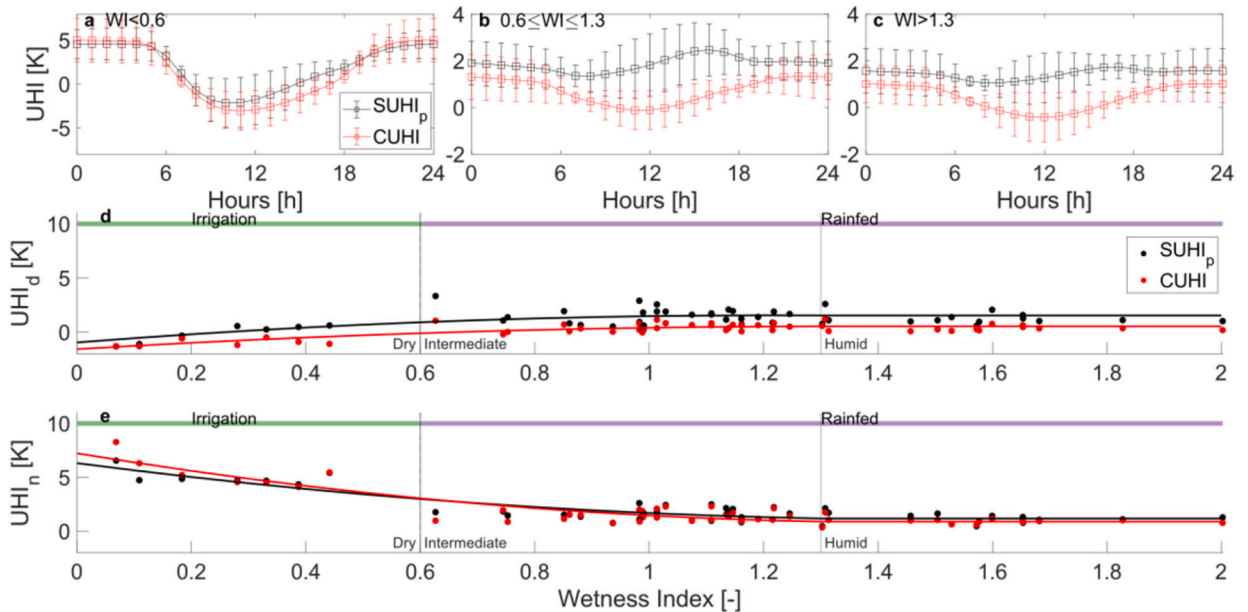 a WI<0.6 b 0.6≤WI≤1.3 c WI>1.3
UHI [K]
5
0
-5
SUHIp
CUHI
0 6 12 18 24
Hours [h]
4
2
0
-2
0 6 12 18 24
Hours [h]
4
2
0
-2
0 6 12 18 24
Hours [h]
d Irrigation Rainfed
UHId [K]
10
5
0
SUHIp
CUHI
Dry Intermediate Humid
0 0.2 0.4 0.6 0.8 1 1.2 1.4 1.6 1.8 2
e Irrigation Rainfed
UHIn [K]
10
5
0
Dry Intermediate Humid
0 0.2 0.4 0.6 0.8 1 1.2 1.4 1.6 1.8 2
Wetness Index [-]